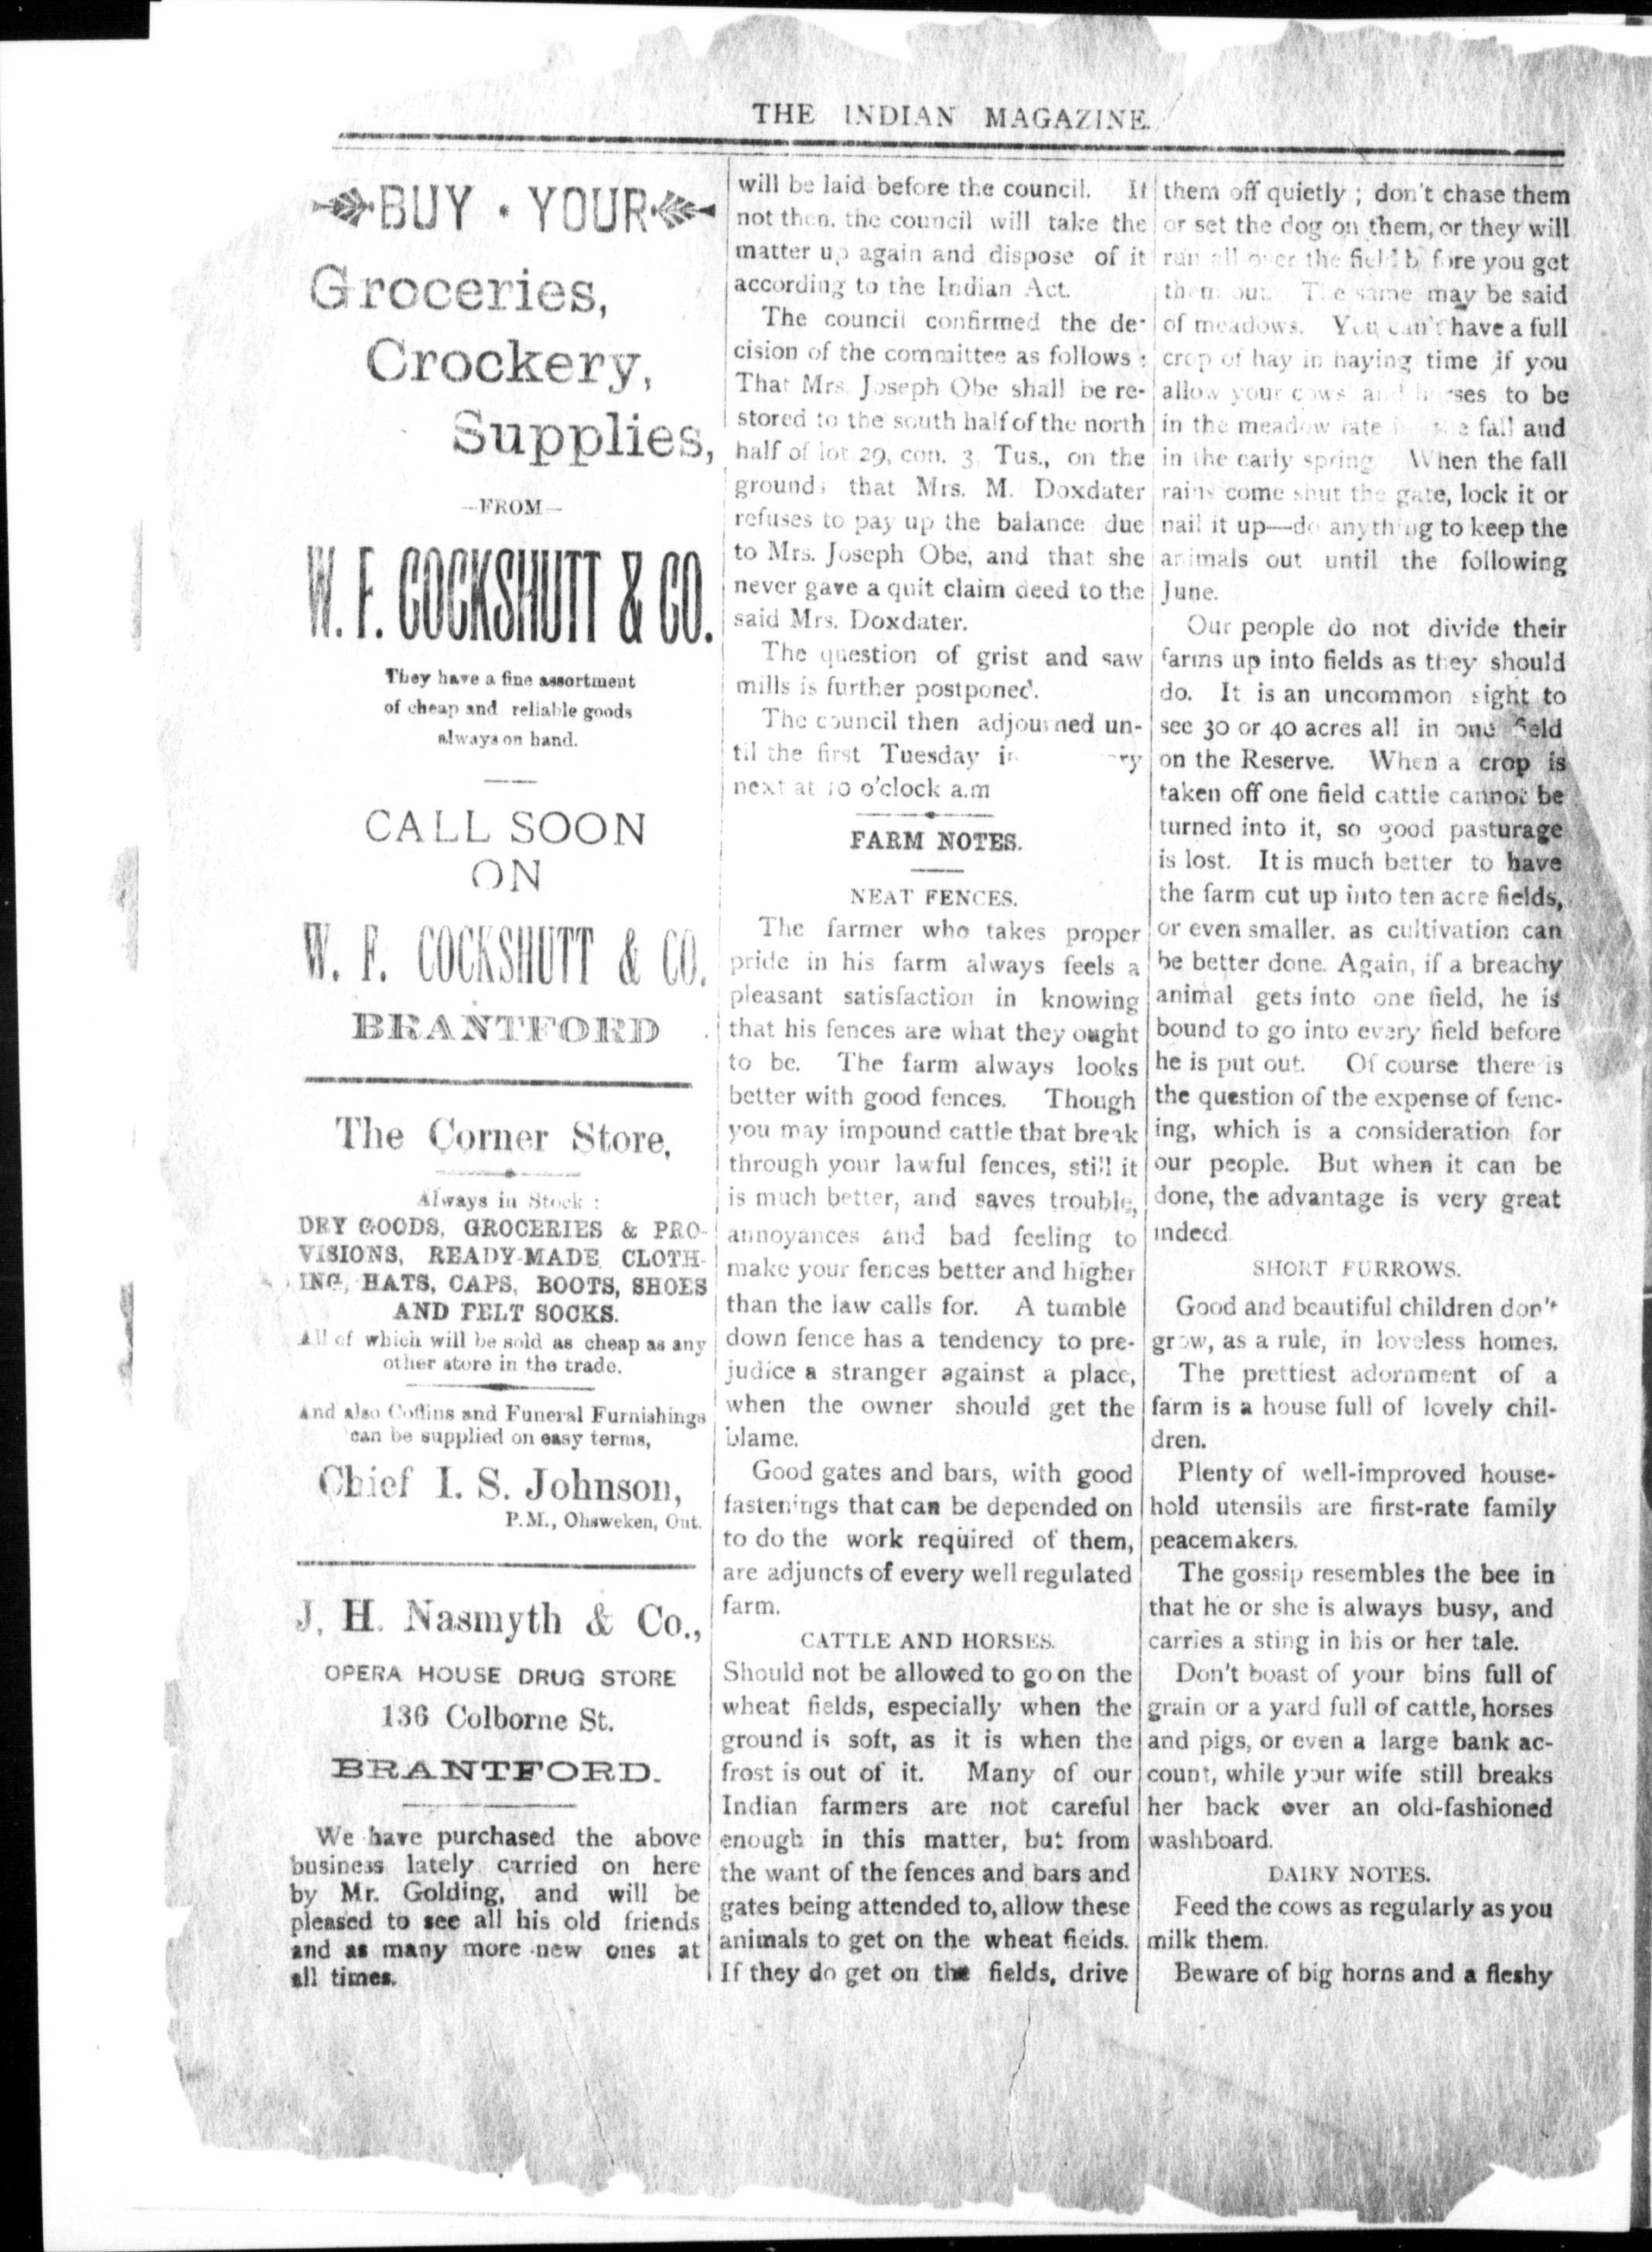 THE INDIAN MAGAZINE.
BUY · YOUR
Groceries,
Crockery,
Supplies,
—FROM—
W. F. COCKSHUTT & CO.
They have a fine assortment
of cheap and reliable goods
always on hand.
CALL SOON
ON
W. F. COCKSHUTT & CO.
BRANTFORD
The Corner Store,
Always in Stock :
DRY GOODS, GROCERIES & PRO-
VISIONS, READY-MADE CLOTH-
ING, HATS, CAPS, BOOTS, SHOES
AND FELT SOCKS.
All of which will be sold as cheap as any
other store in the trade.
And also Coffins and Funeral Furnishings
can be supplied on easy terms,
Chief I. S. Johnson,
P.M., Ohsweken, Ont.
J. H. Nasmyth & Co.,
OPERA HOUSE DRUG STORE
136 Colborne St.
BRANTFORD.
We have purchased the above
business lately carried on here
by Mr. Golding, and will be
pleased to see all his old friends
and as many more new ones at
all times.
will be laid before the council. If
not then, the council will take the
matter up again and dispose of it
according to the Indian Act.
The council confirmed the de-
cision of the committee as follows :
That Mrs. Joseph Obe shall be re-
stored to the south half of the north
half of lot 29, con. 3, Tus., on the
grounds that Mrs. M. Doxdater
refuses to pay up the balance due
to Mrs. Joseph Obe, and that she
never gave a quit claim deed to the
said Mrs. Doxdater.
The question of grist and saw
mills is further postponed.
The council then adjourned un-
til the first Tuesday in
next at 10 o'clock a.m
FARM NOTES.
NEAT FENCES.
The farmer who takes proper
pride in his farm always feels a
pleasant satisfaction in knowing
that his fences are what they ought
to be. The farm always looks
better with good fences. Though
you may impound cattle that break
through your lawful fences, still it
is much better, and saves trouble,
annoyances and bad feeling to
make your fences better and higher
than the law calls for. A tumble
down fence has a tendency to pre-
judice a stranger against a place,
when the owner should get the
blame.
Good gates and bars, with good
fastenings that can be depended on
to do the work required of them,
are adjuncts of every well regulated
farm.
CATTLE AND HORSES.
Should not be allowed to go on the
wheat fields, especially when the
ground is soft, as it is when the
frost is out of it. Many of our
Indian farmers are not careful
enough in this matter, but from
the want of the fences and bars and
gates being attended to, allow these
animals to get on the wheat fields.
If they do get on the fields, drive
them off quietly ; don't chase them
or set the dog on them, or they will
run all over the field before you get
them out. The same may be said
of meadows. You can't have a full
crop of hay in haying time if you
allow your cows and horses to be
in the meadow late in the fall and
in the early spring. When the fall
rains come shut the gate, lock it or
nail it up—do anything to keep the
animals out until the following
June.
Our people do not divide their
farms up into fields as they should
do. It is an uncommon sight to
see 30 or 40 acres all in one field
on the Reserve. When a crop is
taken off one field cattle cannot be
turned into it, so good pasturage
is lost. It is much better to have
the farm cut up into ten acre fields,
or even smaller, as cultivation can
be better done. Again, if a breachy
animal gets into one field, he is
bound to go into every field before
he is put out. Of course there is
the question of the expense of fenc-
ing, which is a consideration for
our people. But when it can be
done, the advantage is very great
indeed.
SHORT FURROWS.
Good and beautiful children don't
grow, as a rule, in loveless homes.
The prettiest adornment of a
farm is a house full of lovely chil-
dren.
Plenty of well-improved house-
hold utensils are first-rate family
peacemakers.
The gossip resembles the bee in
that he or she is always busy, and
carries a sting in his or her tale.
Don't boast of your bins full of
grain or a yard full of cattle, horses
and pigs, or even a large bank ac-
count, while your wife still breaks
her back over an old-fashioned
washboard.
DAIRY NOTES.
Feed the cows as regularly as you
milk them.
Beware of big horns and a fleshy